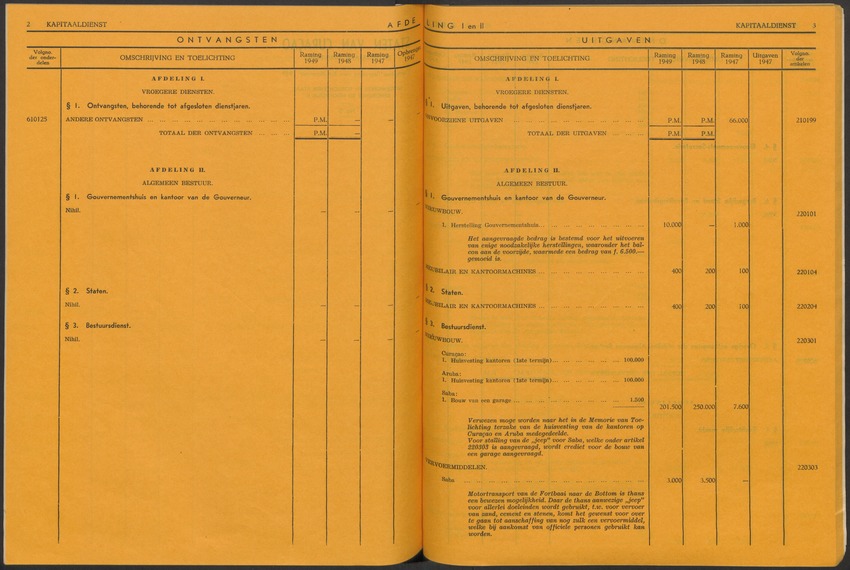 2 KAPITAALDIENST AFDE
ONTVANGSTEN
Volgnr. der onderdelen OMSCHRIJVING EN TOELICHTING Raming 1949 Raming 1948 Raming 1947 Opbrengst 1947
AFDELING I.
VROEGERE DIENSTEN.
§ 1. Ontvangsten, behorende tot afgesloten dienstjaren.
610125 ANDERE ONTVANGSTEN P.M. — —
TOTAAL DER ONTVANGSTEN P.M. —
AFDELING II.
ALGEMEEN BESTUUR.
§ 1. Gouvernementshuis en kantoor van de Gouverneur.
Nihil. — — —
§ 2. Staten.
Nihil. — — —
§ 3. Bestuursdienst.
Nihil. — — —
LING I en II KAPITAALDIENST 3
UITGAVEN
OMSCHRIJVING EN TOELICHTING Raming 1949 Raming 1948 Raming 1947 Uitgaven 1947 Volgnr. der artikelen
AFDELING I.
VROEGERE DIENSTEN.
§ 1. Uitgaven, behorende tot afgesloten dienstjaren.
ONVOORZIENE UITGAVEN P.M. P.M. 66.000 210199
TOTAAL DER UITGAVEN P.M. P.M.
AFDELING II.
ALGEMEEN BESTUUR.
§ 1. Gouvernementshuis en kantoor van de Gouverneur.
NIEUWBOUW. 220101
1. Herstelling Gouvernementshuis 10.000 — 1.000
Het aangevraagde bedrag is bestemd voor het uitvoeren
van enige noodzakelijke herstellingen, waaronder het balcon
aan de voorzijde, waarmede een bedrag van f. 6.500.—
gemoeid is.
MEUBELAIR EN KANTOORMACHINES 400 200 100 220104
§ 2. Staten.
MEUBELAIR EN KANTOORMACHINES 400 200 100 220204
§ 3. Bestuursdienst.
NIEUWBOUW. 220301
Curaçao:
1. Huisvesting kantoren (1ste termijn) 100.000
Aruba:
1. Huisvesting kantoren (1ste termijn) 100.000
Saba:
1. Bouw van een garage 1.500
201.500 250.000 7.600
Verwezen moge worden naar het in de Memorie van Toelichting
terzake van de huisvesting van de kantoren op
Curaçao en Aruba medegedeelde.
Voor stalling van de „jeep” voor Saba, welke onder artikel
220303 is aangevraagd, wordt crediet voor de bouw van
een garage aangevraagd.
VERVOERMIDDELEN. 220303
Saba 3.000 5.500 —
Motortransport van de Fortbaai naar de Bottom is thans
een bewezen mogelijkheid. Daar de thans aanwezige „jeep”
voor allerlei doeleinden wordt gebruikt, t.w. voor vervoer
van zand, cement en stenen, komt het gewenst voor over
te gaan tot aanschaffing van nog zulk een vervoermiddel,
welke bij aankomst van officiele personen gebruikt kan
worden.